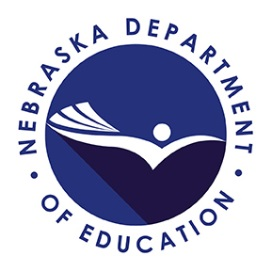 NEBRASKA DEPARTMENT
• OF EDUCATION •